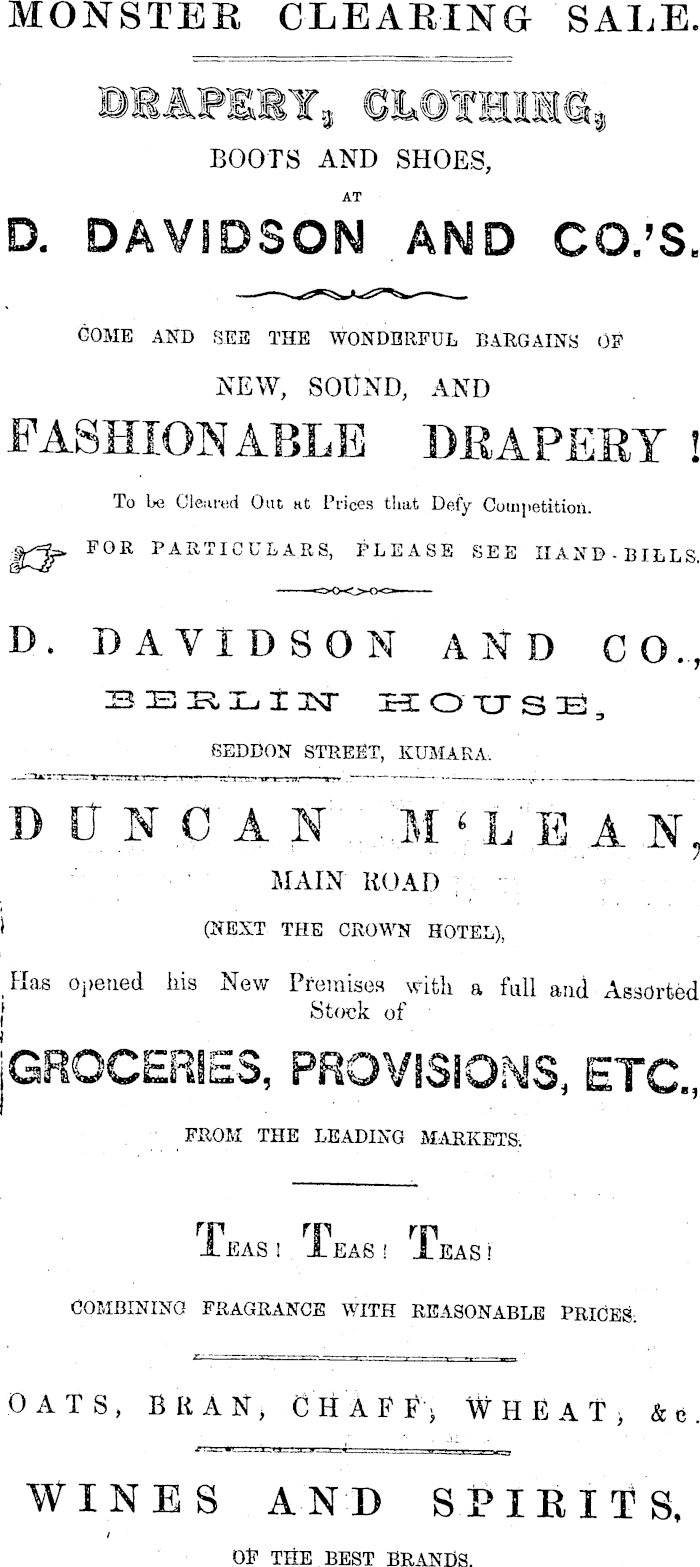 MONSTER CLEARING SALE.
DRAPERY, CLOTHING,
BOOTS AND SHOES,
AT
D. DAVIDSON AND CO.'S.
COME AND SEE THE WONDERFUL BARGAINS OF
NEW, SOUND, AND
FASHIONABLE DRAPERY!
To be Cleared Out at Prices that Defy Competition.
FOR PARTICULARS, PLEASE SEE HAND-BILLS.
D. DAVIDSON AND CO.,
BERLIN HOUSE,
SEDDON STREET, KUMARA.
DUNCAN M‘LEAN,
MAIN ROAD
(NEXT THE CROWN HOTEL),
Has opened his New Premises with a full and Assorted
Stock of
GROCERIES, PROVISIONS, ETC.,
FROM THE LEADING MARKETS.
TEAS! TEAS! TEAS!
COMBINING FRAGRANCE WITH REASONABLE PRICES.
OATS, BRAN, CHAFF, WHEAT, &c.
WINES AND SPIRITS,
OF THE BEST BRANDS.